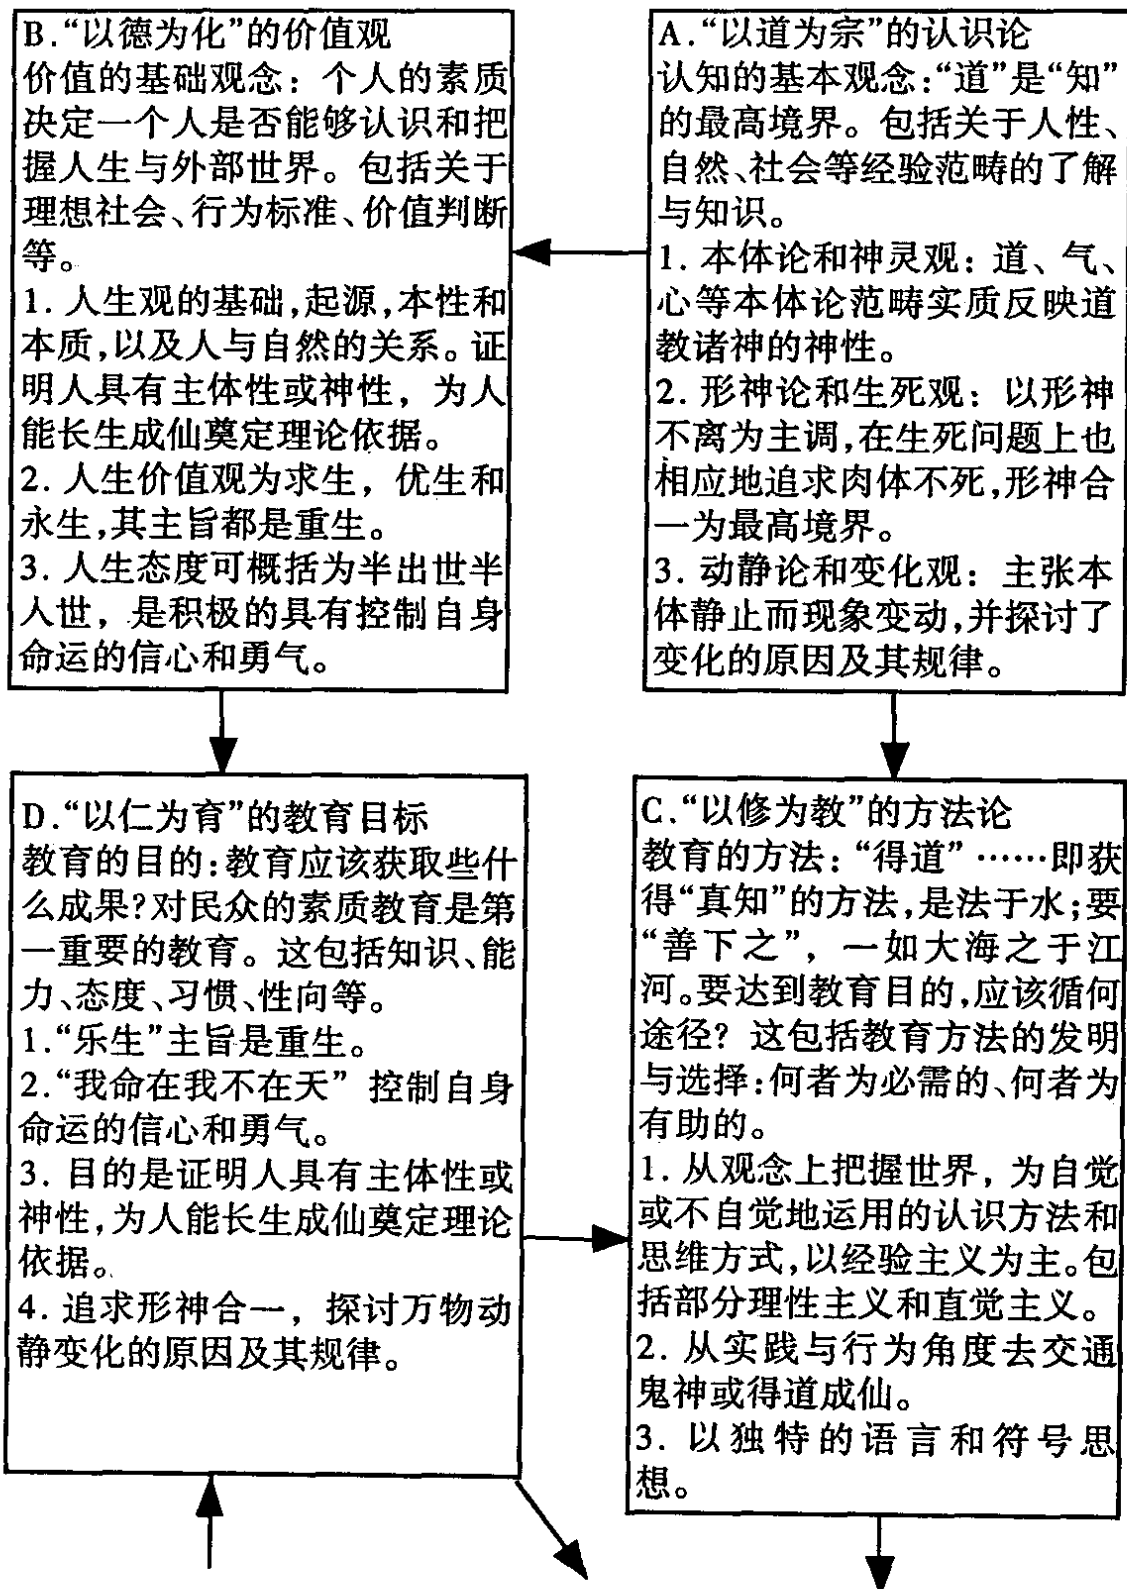 B.“以德为化”的价值观
价值的基础观念：个人的素质
决定一个人是否能够认识和把
握人生与外部世界。包括关于
理想社会、行为标准、价值判断
等。
1. 人生观的基础,起源,本性和
本质,以及人与自然的关系。证
明人具有主体性或神性，为人
能长生成仙奠定理论依据。
2. 人生价值观为求生，优生和
永生,其主旨都是重生。
3. 人生态度可概括为半出世半
人世，是积极的具有控制自身
命运的信心和勇气。
A.“以道为宗”的认识论
认知的基本观念:“道”是“知”
的最高境界。包括关于人性、
自然、社会等经验范畴的了解
与知识。
1. 本体论和神灵观：道、气、
心等本体论范畴实质反映道
教诸神的神性。
2. 形神论和生死观：以形神
不离为主调,在生死问题上也
相应地追求肉体不死,形神合
一为最高境界。
3. 动静论和变化观：主张本
体静止而现象变动,并探讨了
变化的原因及其规律。
D.“以仁为育”的教育目标
教育的目的:教育应该获取些什
么成果?对民众的素质教育是第
一重要的教育。这包括知识、能
力、态度、习惯、性向等。
1.“乐生”主旨是重生。
2.“我命在我不在天” 控制自身
命运的信心和勇气。
3. 目的是证明人具有主体性或
神性,为人能长生成仙奠定理论
依据。
4. 追求形神合一，探讨万物动
静变化的原因及其规律。
C.“以修为教”的方法论
教育的方法：“得道”……即获
得“真知”的方法,是法于水;要
“善下之”，一如大海之于江
河。要达到教育目的,应该循何
途径？这包括教育方法的发明
与选择:何者为必需的、何者为
有助的。
1. 从观念上把握世界，为自觉
或不自觉地运用的认识方法和
思维方式,以经验主义为主。包
括部分理性主义和直觉主义。
2. 从实践与行为角度去交通
鬼神或得道成仙。
3. 以独特的语言和符号思
想。